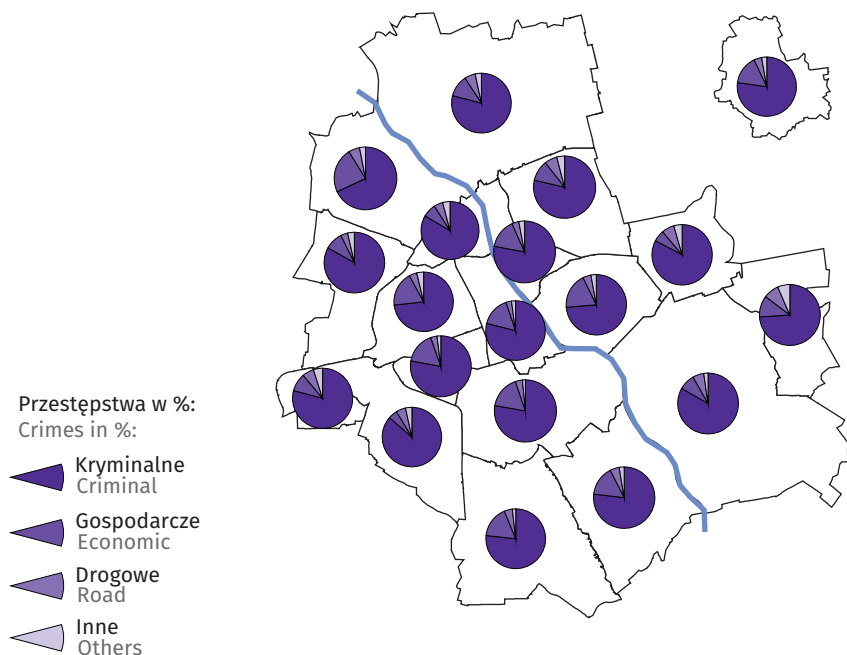 Przestępstwa w %:
Crimes in %:
Kryminalne
Criminal
Gospodarcze
Economic
Drogowe
Road
Inne
Others